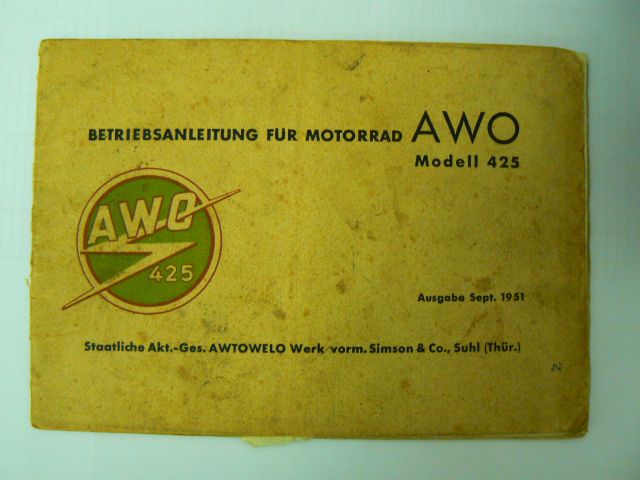 BETRIEBSANLEITUNG FÜR MOTORRAD AWO
Modell 425
A.W.O
425
Ausgabe Sept. 1951
Staatliche Akt.-Ges. AWTOWELO Werk vorm. Simson & Co., Suhl (Thür.)